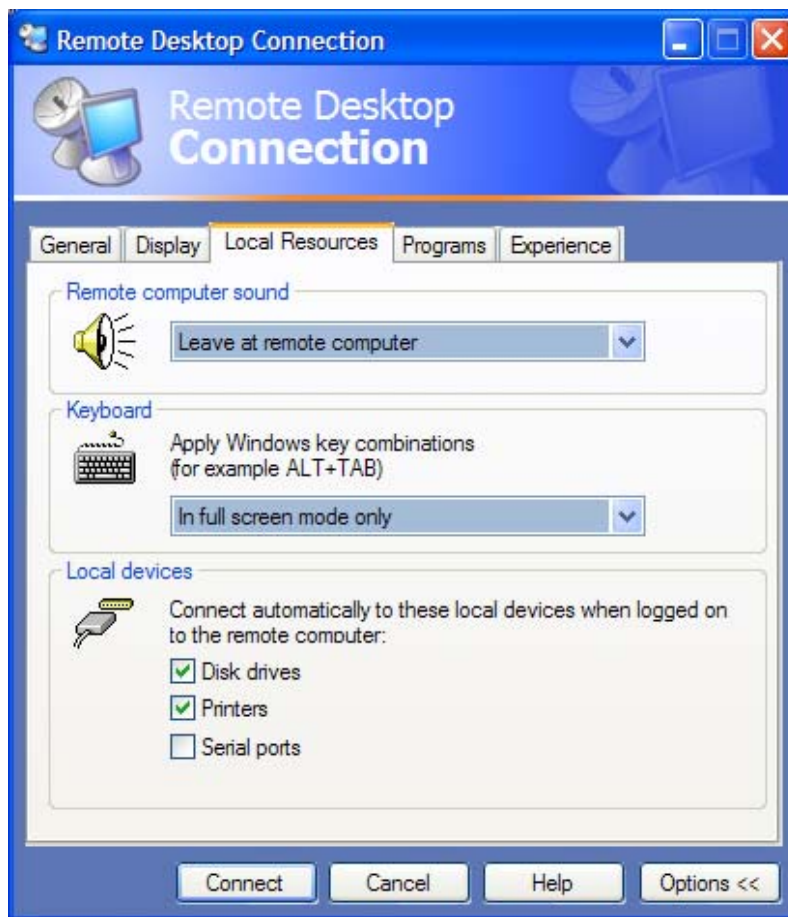 Remote Desktop Connection
Remote Desktop
Connection
General Display Local Resources Programs Experience
Remote computer sound
Leave at remote computer
Keyboard
Apply Windows key combinations
(for example ALT+TAB)
In full screen mode only
Local devices
Connect automatically to these local devices when logged on
to the remote computer:
Disk drives
Printers
Serial ports
Connect Cancel Help Options <<